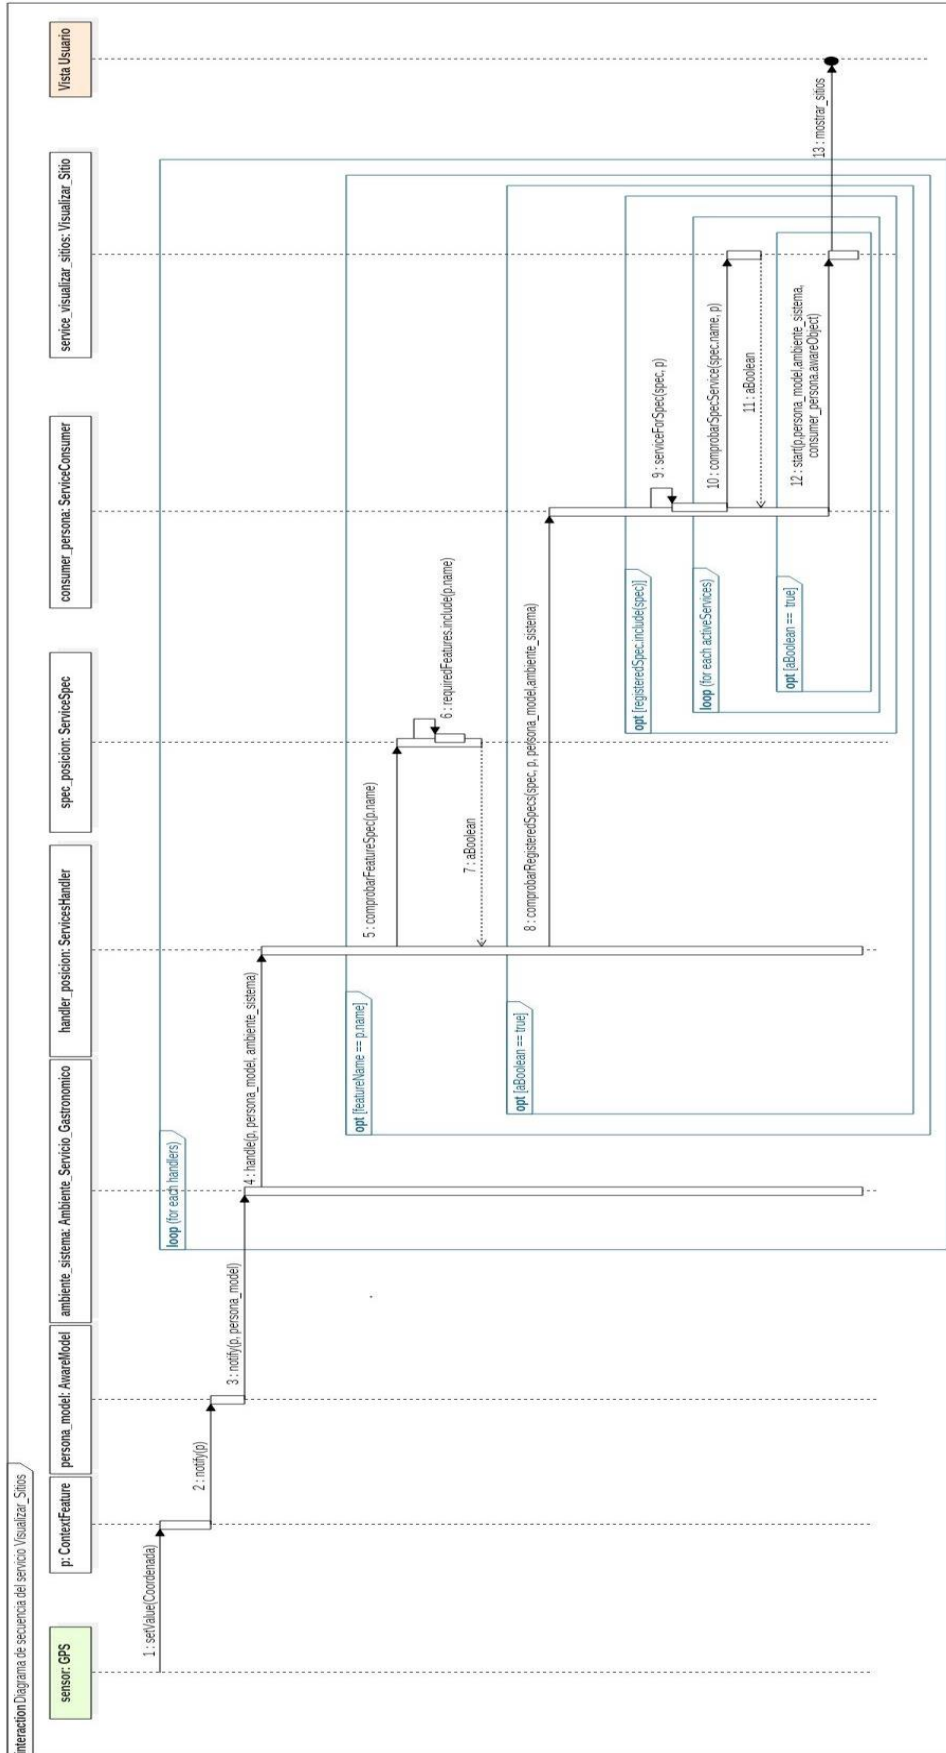 interaction Diagrama de secuencia del servicio Visualizar_Sitios
sensor: GPS
p: ContextFeature
persona_model: AwareModel
ambiente_sistema: Ambiente_Servicio_Gastronomico
handler_posicion: ServicesHandler
spec_posicion: ServiceSpec
consumer_persona: ServiceConsumer
service_visualizar_sitios: Visualizar_Sitio
Vista Usuario
1 : setValue(Coordenada)
loop (for each handlers)
2 : notify(p)
3 : notify(p, persona_model)
4 : handle(p, persona_model, ambiente_sistema)
opt [featureName == p.name]
5 : comprobarFeatureSpec(p.name)
6 : requiredFeatures.include(p.name)
7 : aBoolean
opt [aBoolean == true]
8 : comprobarRegisteredSpecs(spec, p, persona_model,ambiente_sistema)
opt [registeredSpec.include(spec)]
9 : serviceForSpec(spec, p)
loop (for each activeServices)
10 : comprobarSpecService(spec.name, p)
11 : aBoolean
opt [aBoolean == true]
12 : start(p,persona_model,ambiente_sistema,
consumer_persona.awareObject)
13 : mostrar_sitios